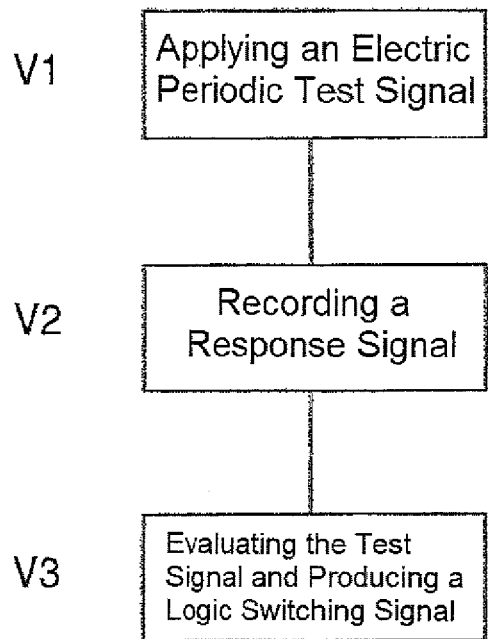 V1
Applying an Electric
Periodic Test Signal
V2
Recording a
Response Signal
V3
Evaluating the Test
Signal and Producing a
Logic Switching Signal